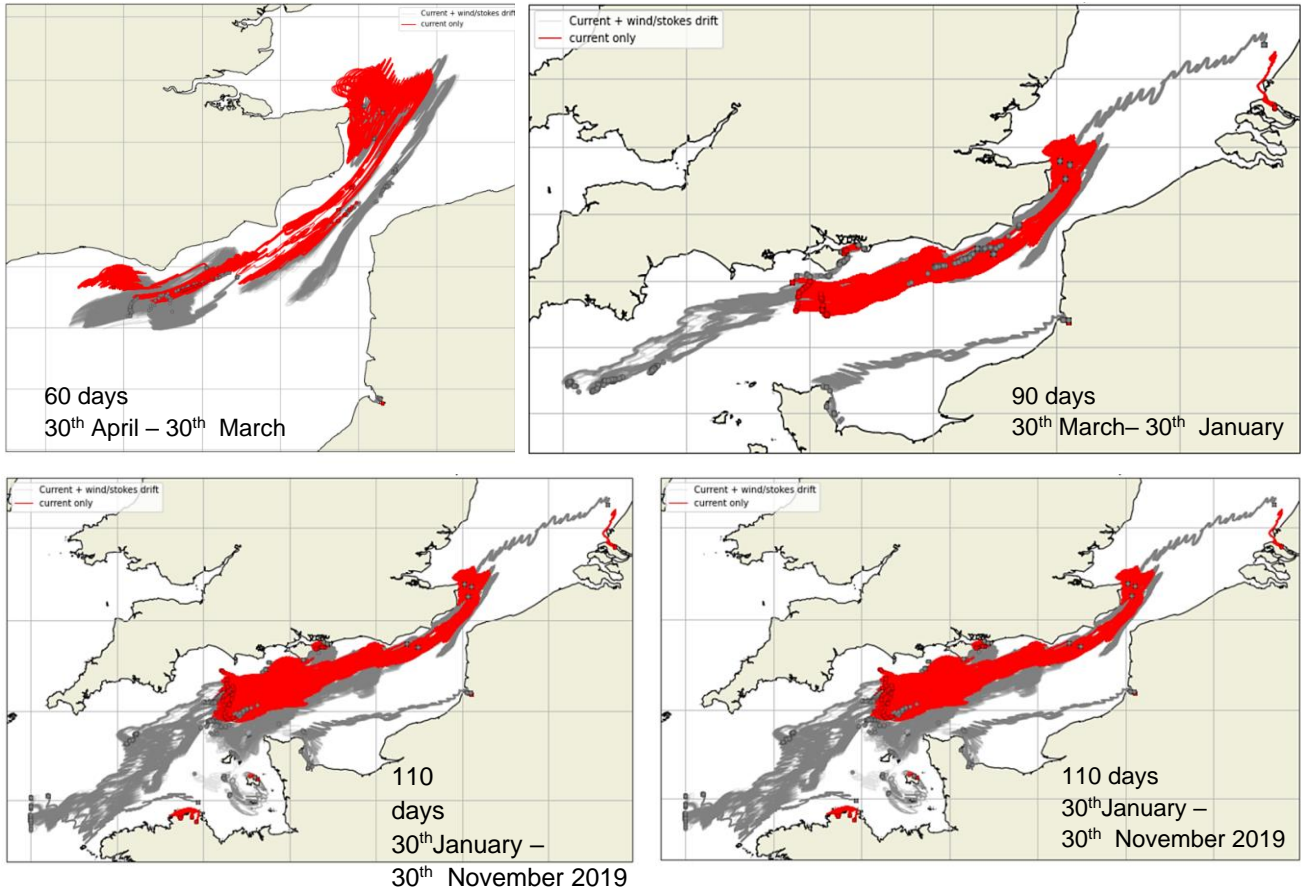 Current + wind/stokes drift
current only
60 days
30th April – 30th March
Current + wind/stokes drift
current only
90 days
30th March– 30th January
Current + wind/stokes drift
current only
110
days
30thJanuary –
30th November 2019
Current + wind/stokes drift
current only
110 days
30thJanuary –
30th November 2019